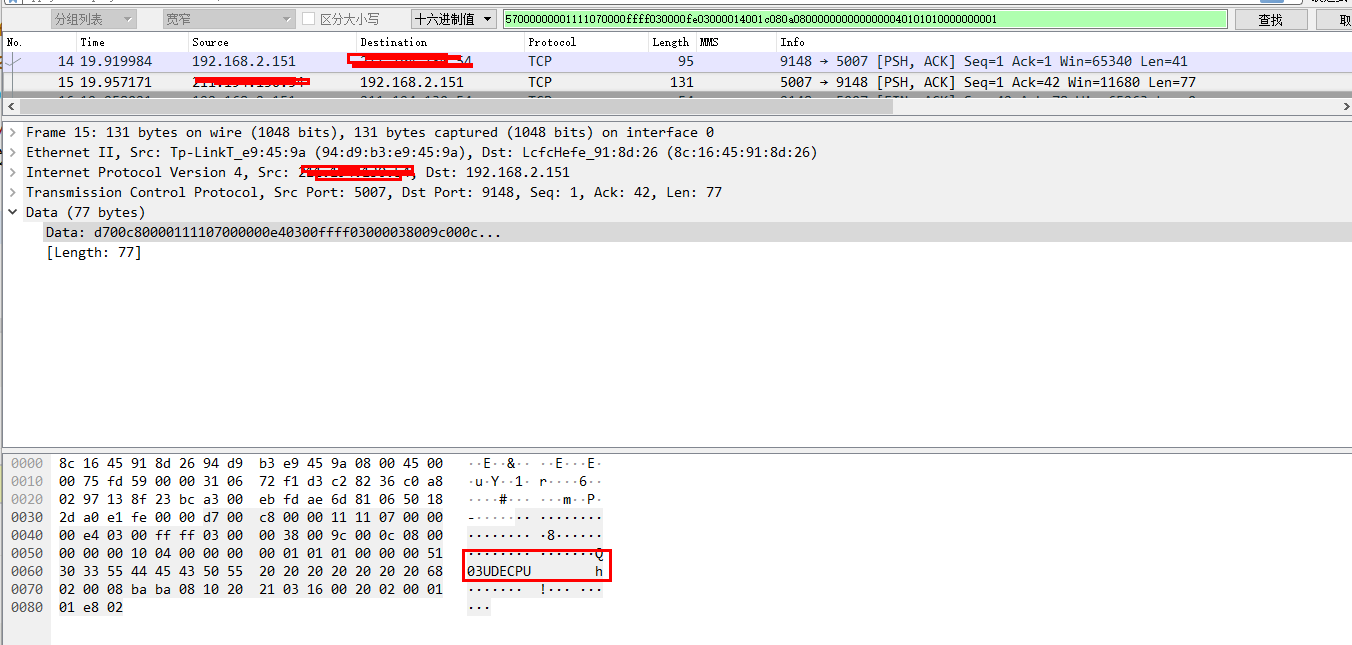 分组列表 宽窄 区分大小写 十六进制值 57000000001111070000ffff030000fe03000014001c080a080000000000000004010101000000000001 查找 取
No. Time Source Destination Protocol Length MMS Info
14 19.919984 192.168.2.151 54 TCP 95 9148 → 5007 [PSH, ACK] Seq=1 Ack=1 Win=65340 Len=41
15 19.957171 192.168.2.151 TCP 131 5007 → 9148 [PSH, ACK] Seq=1 Ack=42 Win=11680 Len=77
Frame 15: 131 bytes on wire (1048 bits), 131 bytes captured (1048 bits) on interface 0
Ethernet II, Src: Tp-LinkT_e9:45:9a (94:d9:b3:e9:45:9a), Dst: LcfcHefe_91:8d:26 (8c:16:45:91:8d:26)
Internet Protocol Version 4, Src: , Dst: 192.168.2.151
Transmission Control Protocol, Src Port: 5007, Dst Port: 9148, Seq: 1, Ack: 42, Len: 77
Data (77 bytes)
Data: d700c80000111107000000e40300ffff03000038009c000c...
[Length: 77]
0000 8c 16 45 91 8d 26 94 d9 b3 e9 45 9a 08 00 45 00 ··E··&·· ··E···E·
0010 00 75 fd 59 00 00 31 06 72 f1 d3 c2 82 36 c0 a8 ·u·Y··1· r····6··
0020 02 97 13 8f 23 bc a3 00 eb fd ae 6d 81 06 50 18 ····#··· ···m··P·
0030 2d a0 e1 fe 00 00 d7 00 c8 00 00 11 11 07 00 00 -······· ········
0040 00 e4 03 00 ff ff 03 00 00 38 00 9c 00 0c 08 00 ········ ·8······
0050 00 00 00 10 04 00 00 00 00 01 01 01 00 00 00 51 ········ ·······Q
0060 30 33 55 44 45 43 50 55 20 20 20 20 20 20 20 68 03UDECPU h
0070 02 00 08 ba ba 08 10 20 21 03 16 00 20 02 00 01 ······· !··· ···
0080 01 e8 02 ···